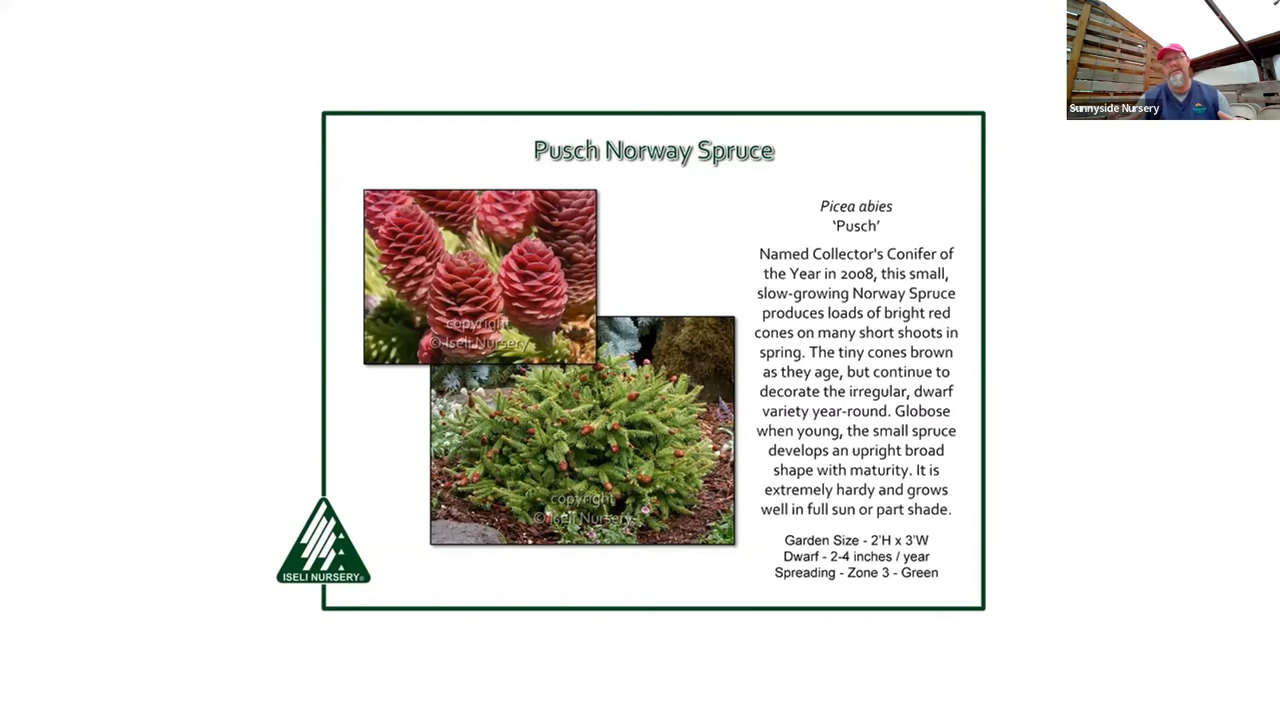 Sunnyside Nursery
Pusch Norway Spruce
copyright
© Iseli Nursery
copyright
© Iseli Nursery
Picea abies
‘Pusch’
Named Collector's Conifer of
the Year in 2008, this small,
slow-growing Norway Spruce
produces loads of bright red
cones on many short shoots in
spring. The tiny cones brown
as they age, but continue to
decorate the irregular, dwarf
variety year-round. Globose
when young, the small spruce
develops an upright broad
shape with maturity. It is
extremely hardy and grows
well in full sun or part shade.
Garden Size - 2’H x 3’W
Dwarf - 2-4 inches / year
Spreading - Zone 3 - Green
ISELI NURSERY®